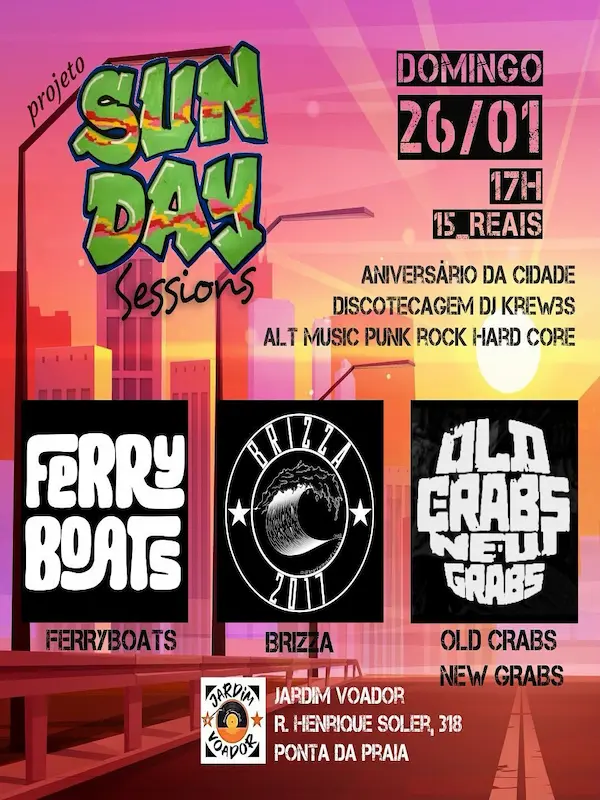 projeto
SUN
DAY
Sessions
DOMINGO
26/01
17H
15_REAIS
ANIVERSÁRIO DA CIDADE
DISCOTECAGEM DJ KREW3S
ALT MUSIC PUNK ROCK HARD CORE
FERRY
BOATS
BRIZZA
2017
OLD
CRABS
NEW
GRABS
FERRYBOATS
BRIZZA
OLD CRABS
NEW GRABS
JARDIM
VOADOR
JARDIM VOADOR
R. HENRIQUE SOLER, 318
PONTA DA PRAIA